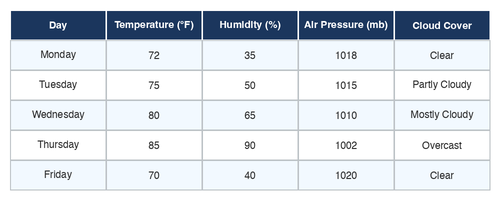 Day Temperature (°F) Humidity (%) Air Pressure (mb) Cloud Cover
Monday 72 35 1018 Clear
Tuesday 75 50 1015 Partly Cloudy
Wednesday 80 65 1010 Mostly Cloudy
Thursday 85 90 1002 Overcast
Friday 70 40 1020 Clear